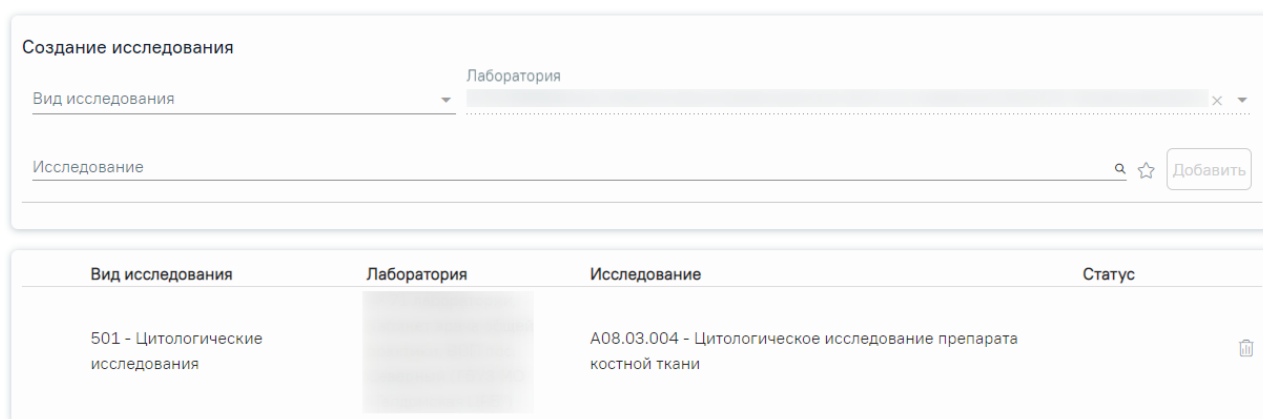 Создание исследования
Лаборатория
Вид исследования
Исследование
Добавить
Вид исследования Лаборатория Исследование Статус
501 - Цитологические исследования
A08.03.004 - Цитологическое исследование препарата костной ткани